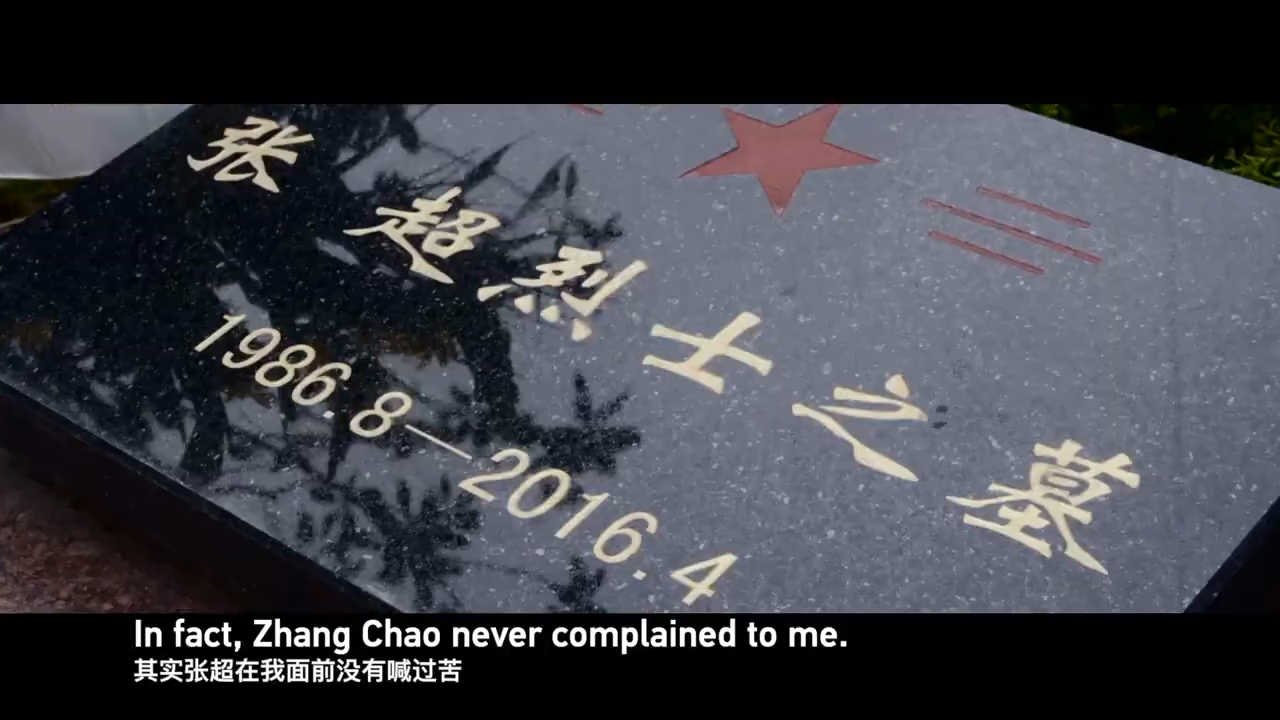 张超烈士之墓
1986.8—2016.4
In fact, Zhang Chao never complained to me.
其实张超在我面前没有喊过苦